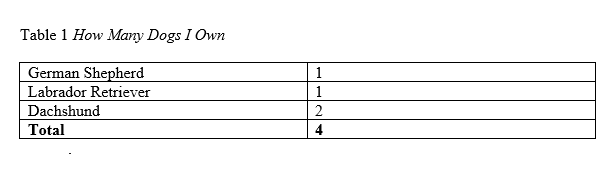 Table 1 How Many Dogs I Own
German Shepherd 1
Labrador Retriever 1
Dachshund 2
Total 4